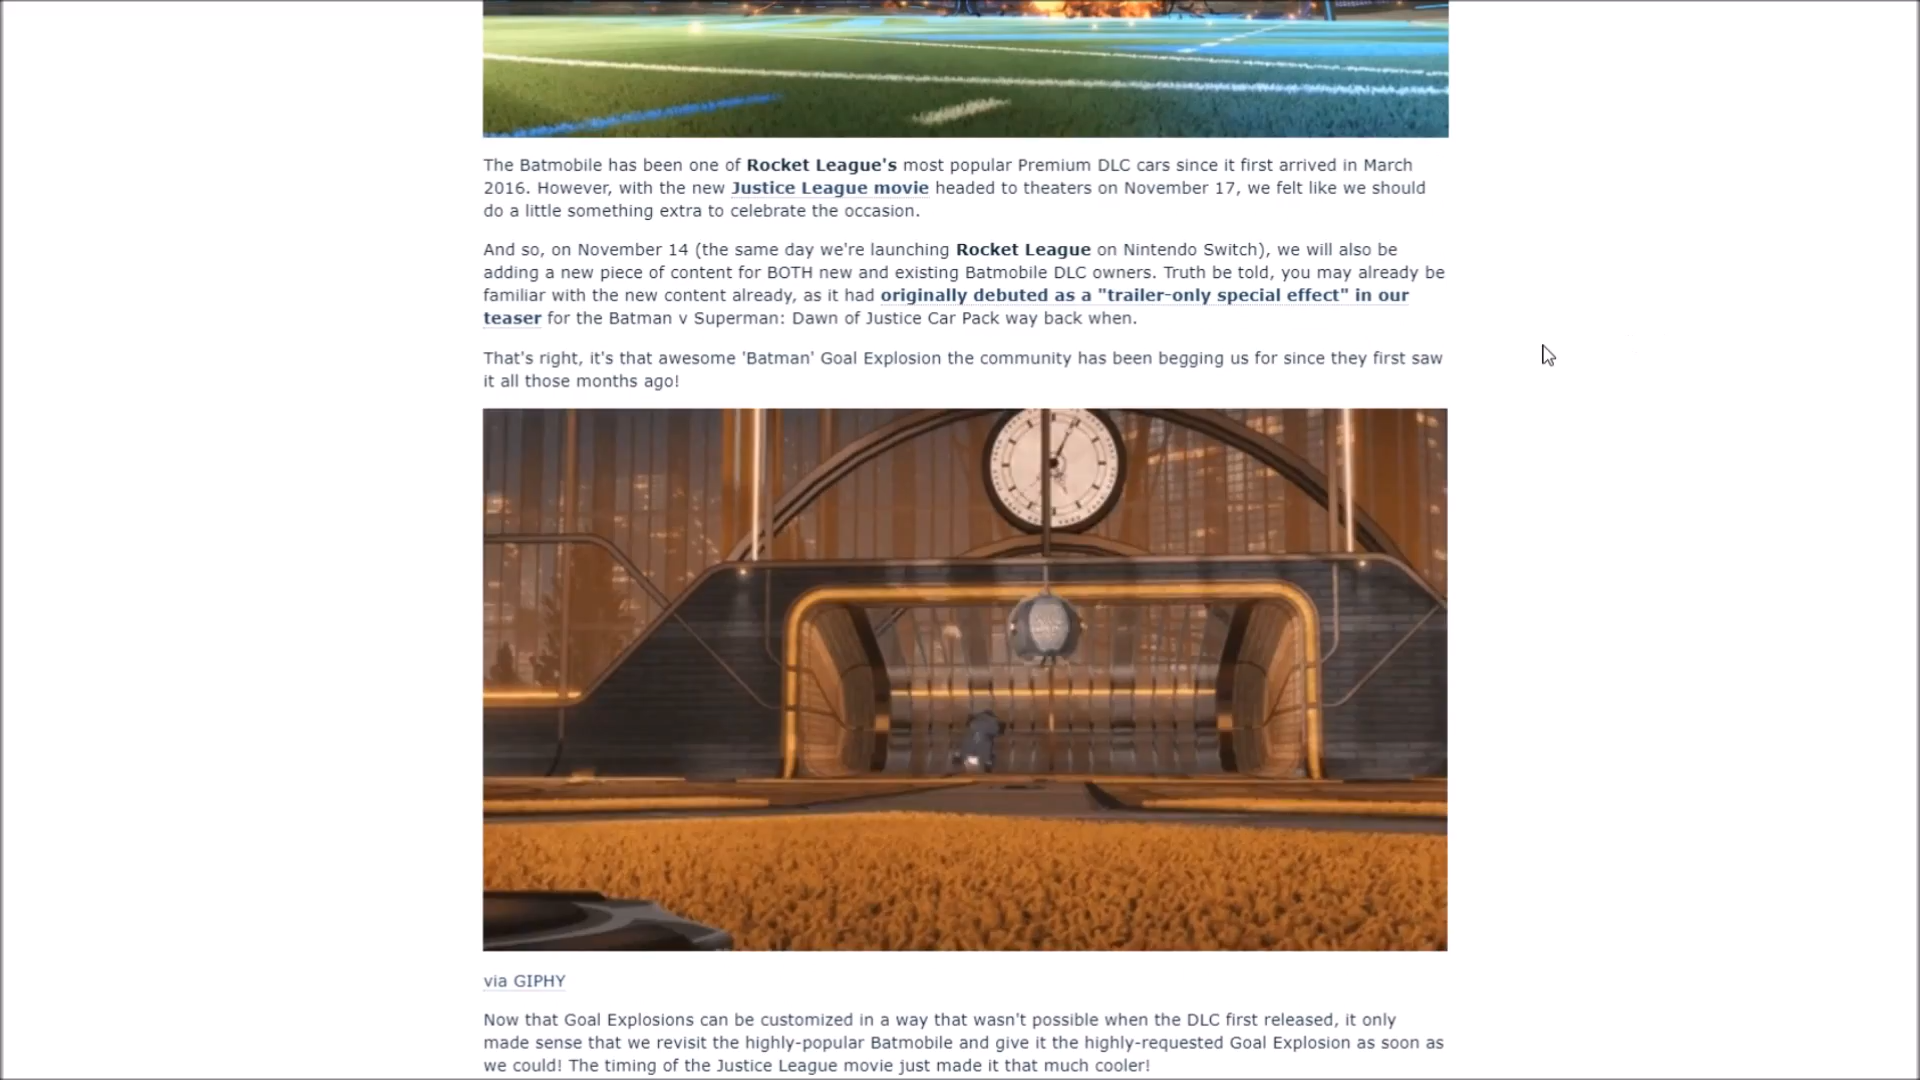 The Batmobile has been one of Rocket League's most popular Premium DLC cars since it first arrived in March
2016. However, with the new Justice League movie headed to theaters on November 17, we felt like we should
do a little something extra to celebrate the occasion.
And so, on November 14 (the same day we're launching Rocket League on Nintendo Switch), we will also be
adding a new piece of content for BOTH new and existing Batmobile DLC owners. Truth be told, you may already be
familiar with the new content already, as it had originally debuted as a "trailer-only special effect" in our
teaser for the Batman v Superman: Dawn of Justice Car Pack way back when.
That's right, it's that awesome 'Batman' Goal Explosion the community has been begging us for since they first saw
it all those months ago!
via GIPHY
Now that Goal Explosions can be customized in a way that wasn't possible when the DLC first released, it only
made sense that we revisit the highly-popular Batmobile and give it the highly-requested Goal Explosion as soon as
we could! The timing of the Justice League movie just made it that much cooler!